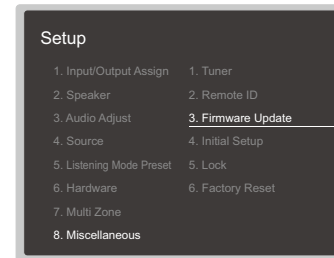 Setup
1. Input/Output Assign
2. Speaker
3. Audio Adjust
4. Source
5. Listening Mode Preset
6. Hardware
7. Multi Zone
8. Miscellaneous
1. Tuner
2. Remote ID
3. Firmware Update
4. Initial Setup
5. Lock
6. Factory Reset